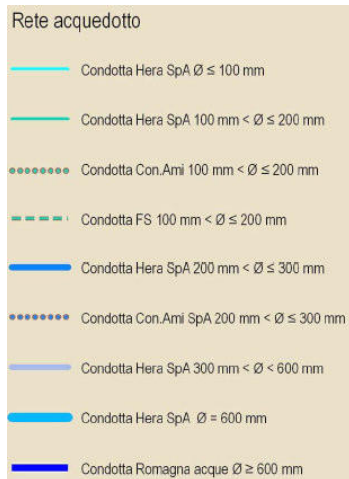 Rete acquedotto
Condotta Hera SpA Ø ≤ 100 mm
Condotta Hera SpA 100 mm < Ø ≤ 200 mm
Condotta Con.Ami 100 mm < Ø ≤ 200 mm
Condotta FS 100 mm < Ø ≤ 200 mm
Condotta Hera SpA 200 mm < Ø ≤ 300 mm
Condotta Con.Ami SpA 200 mm < Ø ≤ 300 mm
Condotta Hera SpA 300 mm < Ø < 600 mm
Condotta Hera SpA Ø = 600 mm
Condotta Romagna acque Ø ≥ 600 mm